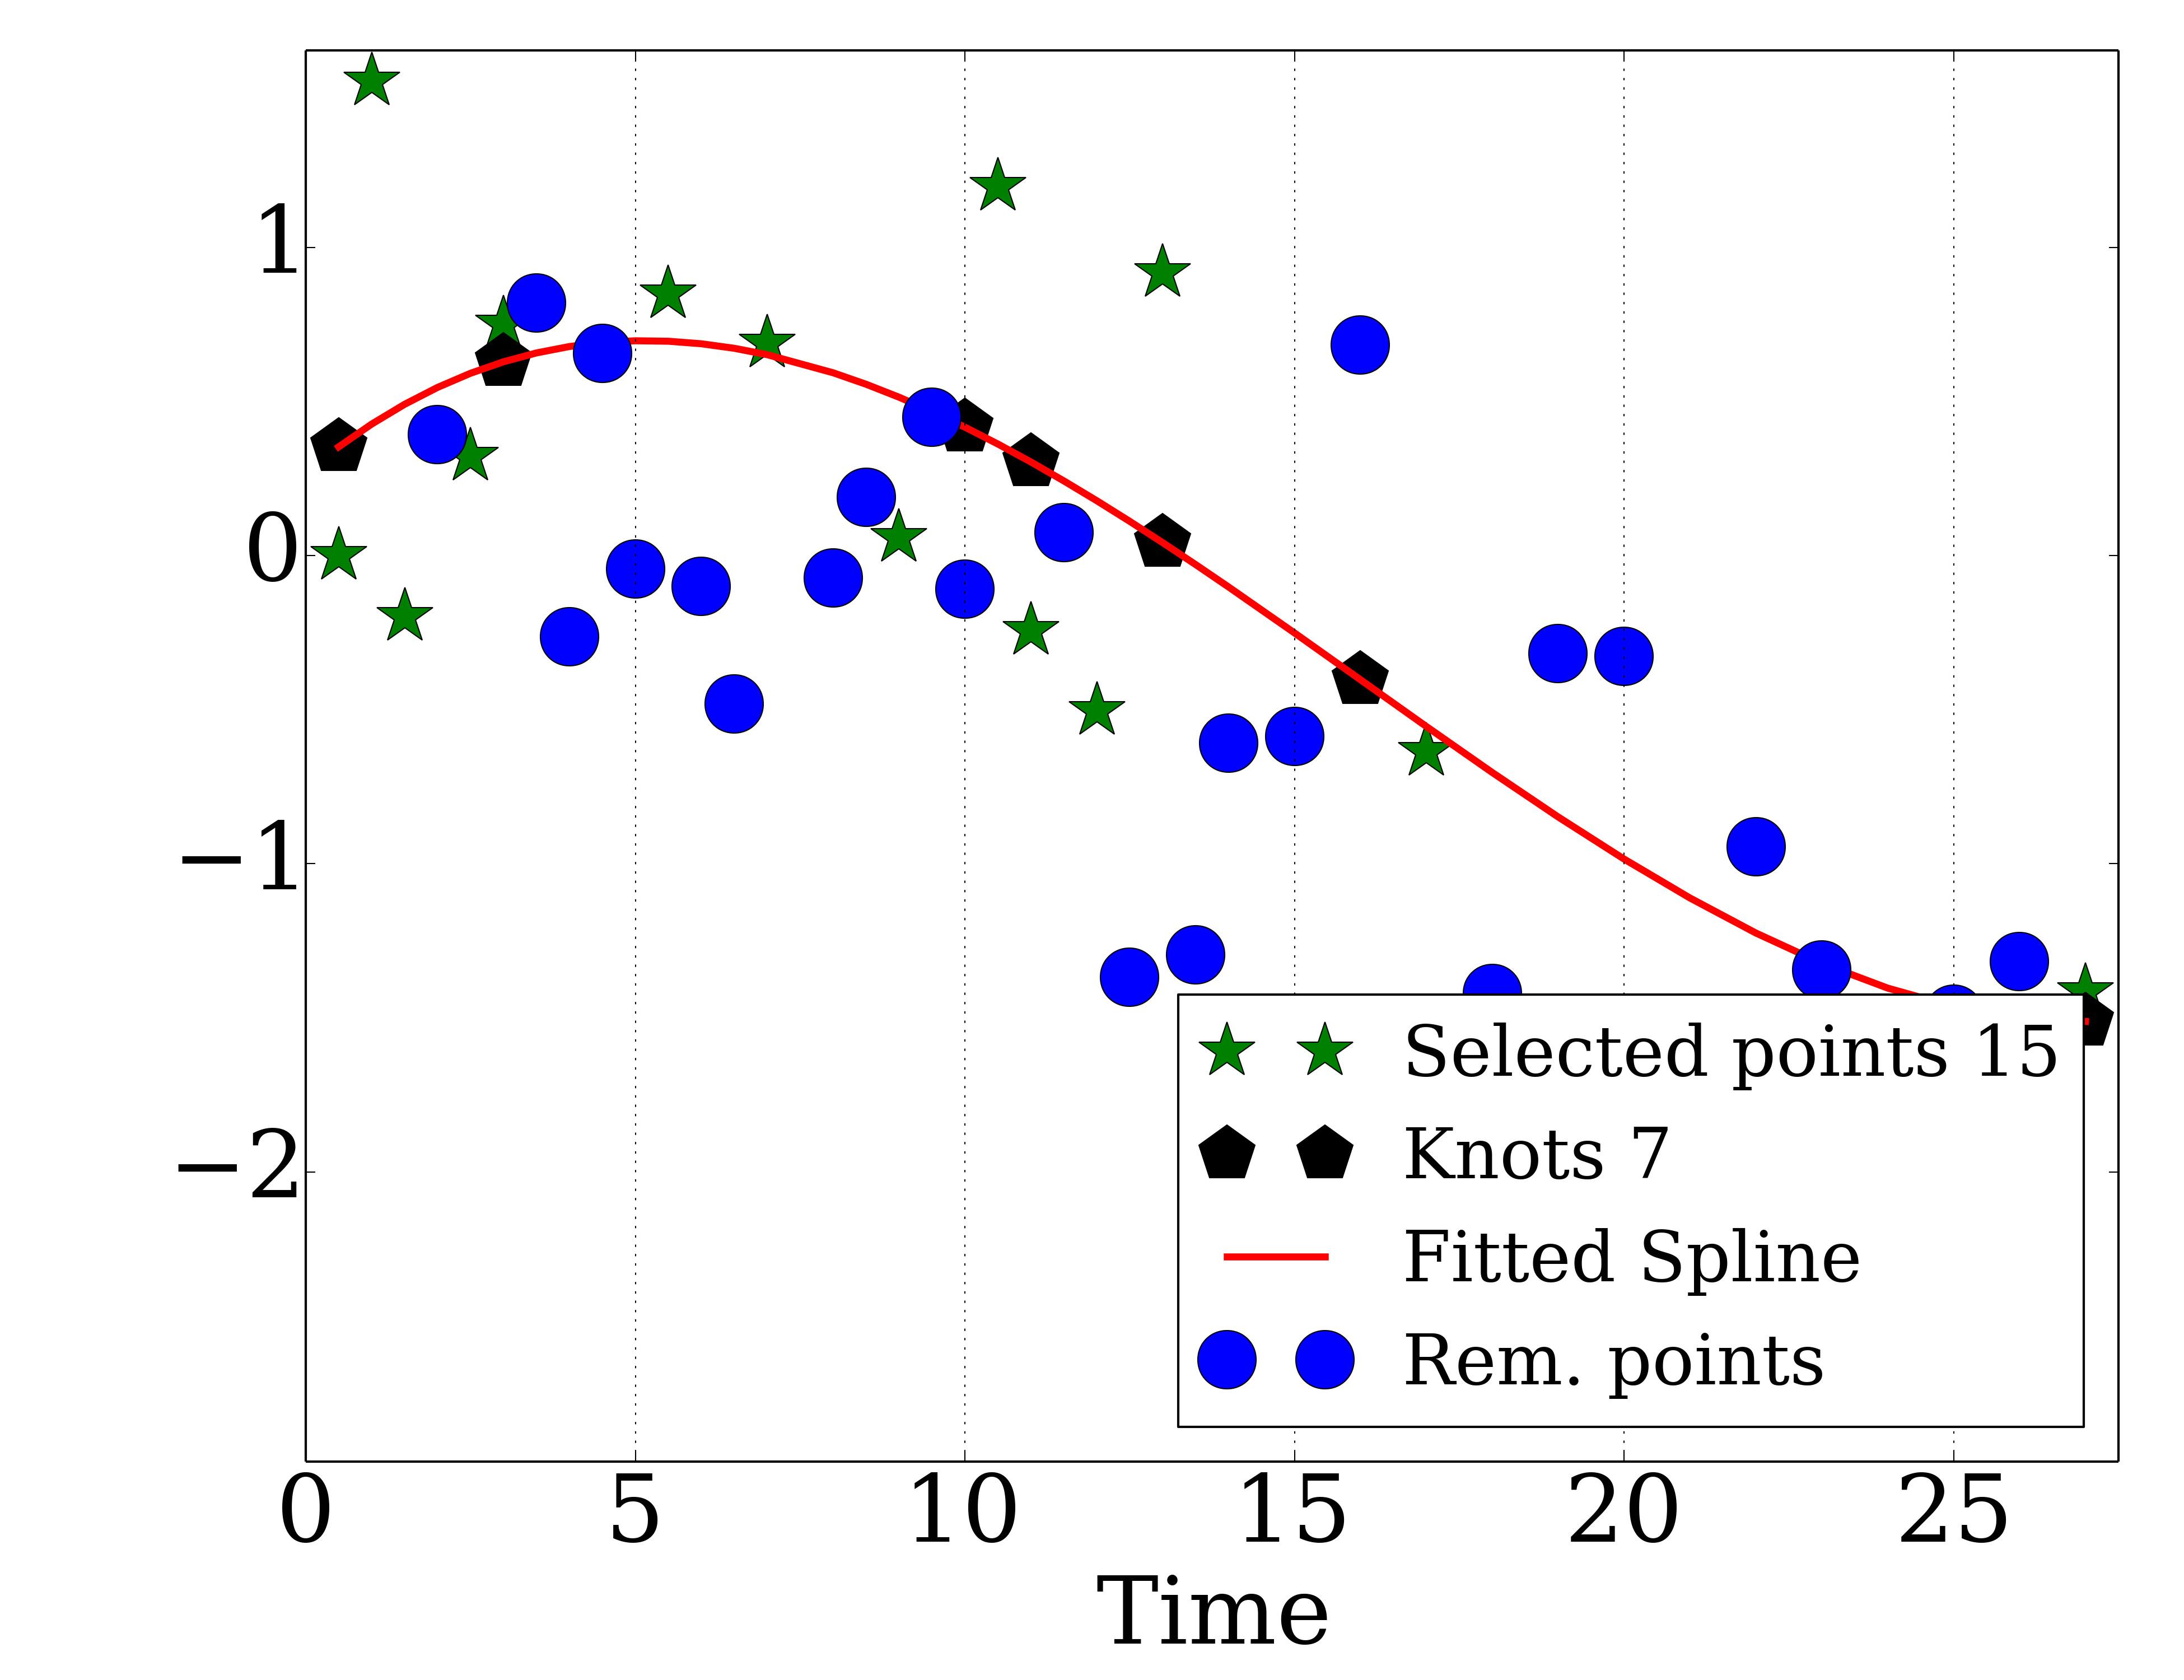 1
0
−1
−2
0 5 10 15 20 25
Time
Selected points 15
Knots 7
Fitted Spline
Rem. points